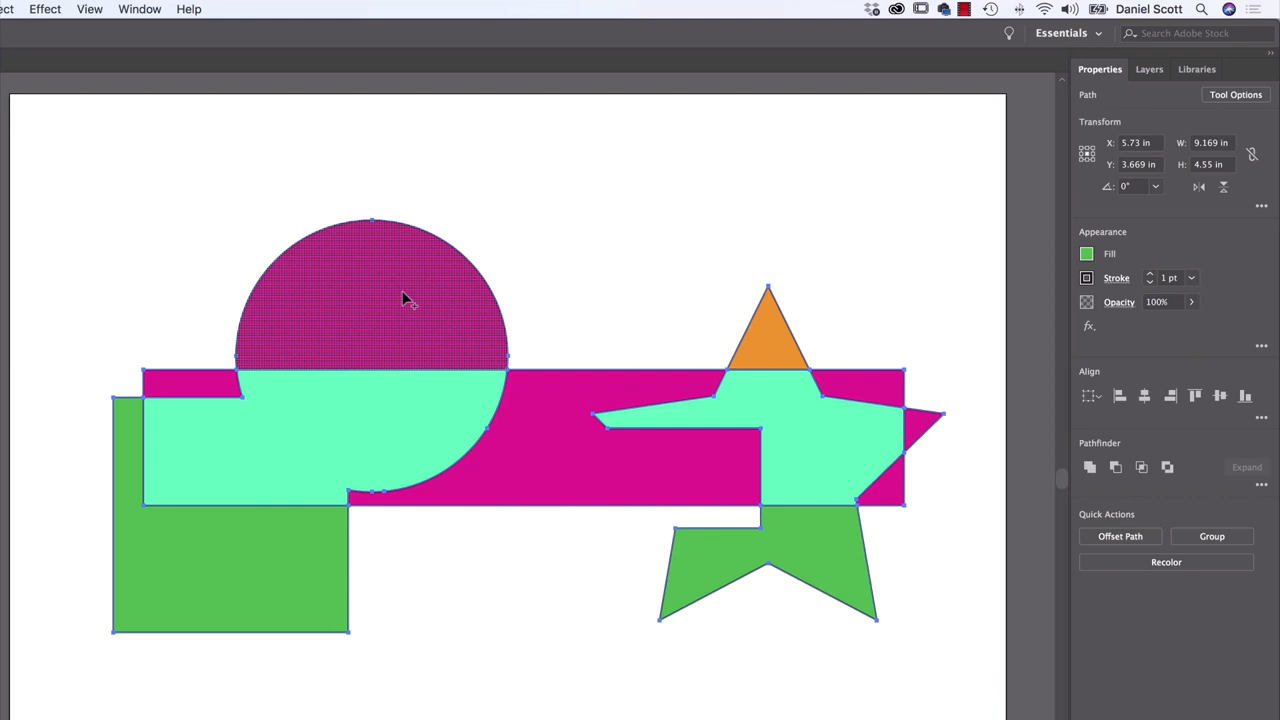 ect Effect View Window Help Daniel Scott
Essentials Search Adobe Stock
Properties Layers Libraries
Path Tool Options
Transform
X: 5.73 in W: 9.169 in
Y: 3.669 in H: 4.55 in
0°
Appearance
Fill
Stroke 1 pt
Opacity 100%
fx.
Align
Pathfinder
Expand
Quick Actions
Offset Path Group
Recolor